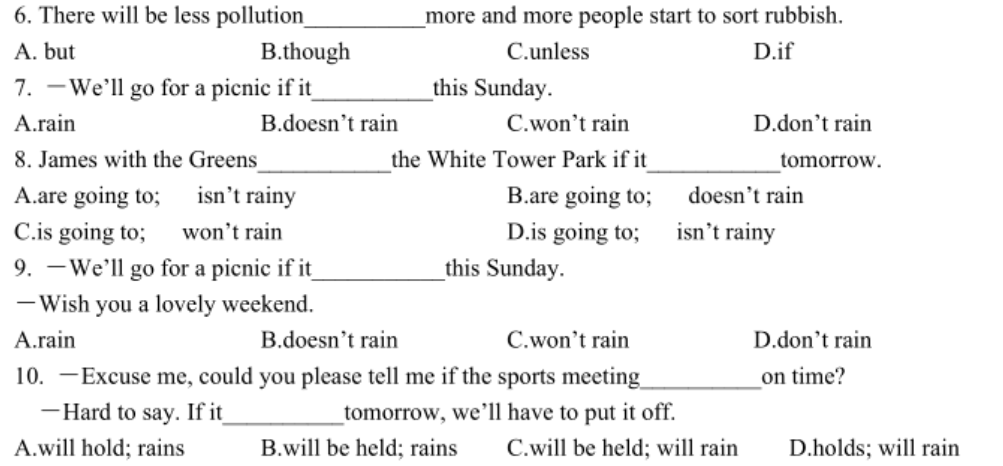 6. There will be less pollution__________more and more people start to sort rubbish.
A. but B.though C.unless D.if
7. －We’ll go for a picnic if it__________this Sunday.
A.rain B.doesn’t rain C.won’t rain D.don’t rain
8. James with the Greens___________the White Tower Park if it___________tomorrow.
A.are going to; isn’t rainy B.are going to; doesn’t rain
C.is going to; won’t rain D.is going to; isn’t rainy
9. －We’ll go for a picnic if it___________this Sunday.
－Wish you a lovely weekend.
A.rain B.doesn’t rain C.won’t rain D.don’t rain
10. －Excuse me, could you please tell me if the sports meeting__________on time?
－Hard to say. If it__________tomorrow, we’ll have to put it off.
A.will hold; rains B.will be held; rains C.will be held; will rain D.holds; will rain